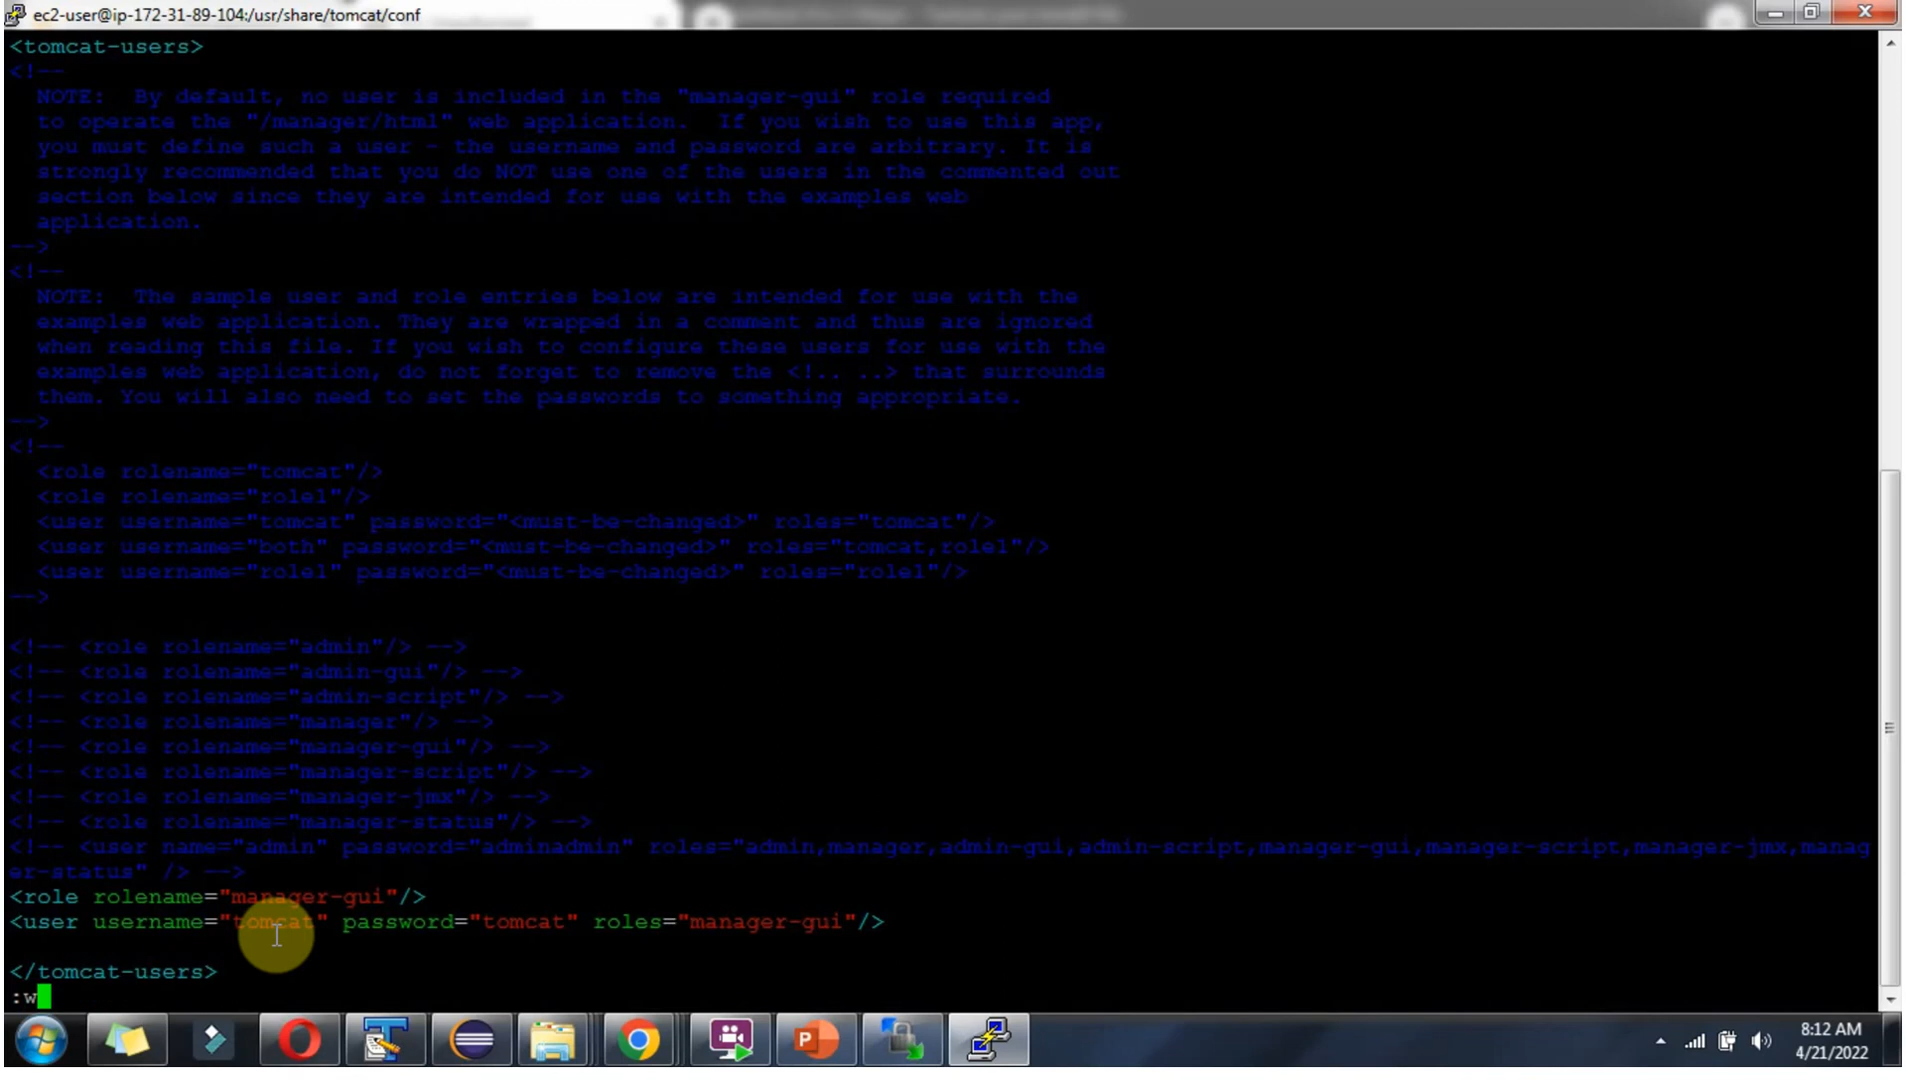 ec2-user@ip-172-31-89-104:/usr/share/tomcat/conf
<tomcat-users>
<!--
  NOTE:  By default, no user is included in the "manager-gui" role required
  to operate the "/manager/html" web application.  If you wish to use this app,
  you must define such a user - the username and password are arbitrary. It is
  strongly recommended that you do NOT use one of the users in the commented out
  section below since they are intended for use with the examples web
  application.
-->
<!--
  NOTE:  The sample user and role entries below are intended for use with the
  examples web application. They are wrapped in a comment and thus are ignored
  when reading this file. If you wish to configure these users for use with the
  examples web application, do not forget to remove the <!.. ..> that surrounds
  them. You will also need to set the passwords to something appropriate.
-->
<!--
  <role rolename="tomcat"/>
  <role rolename="role1"/>
  <user username="tomcat" password="<must-be-changed>" roles="tomcat"/>
  <user username="both" password="<must-be-changed>" roles="tomcat,role1"/>
  <user username="role1" password="<must-be-changed>" roles="role1"/>
-->
<!-- <role rolename="admin"/> -->
<!-- <role rolename="admin-gui"/> -->
<!-- <role rolename="admin-script"/> -->
<!-- <role rolename="manager"/> -->
<!-- <role rolename="manager-gui"/> -->
<!-- <role rolename="manager-script"/> -->
<!-- <role rolename="manager-jmx"/> -->
<!-- <role rolename="manager-status"/> -->
<!-- <user name="admin" password="adminadmin" roles="admin,manager,admin-gui,admin-script,manager-gui,manager-script,manager-jmx,manag
er-status" /> -->
<role rolename="manager-gui"/>
<user username="tomcat" password="tomcat" roles="manager-gui"/>
</tomcat-users>
:w
8:12 AM
4/21/2022